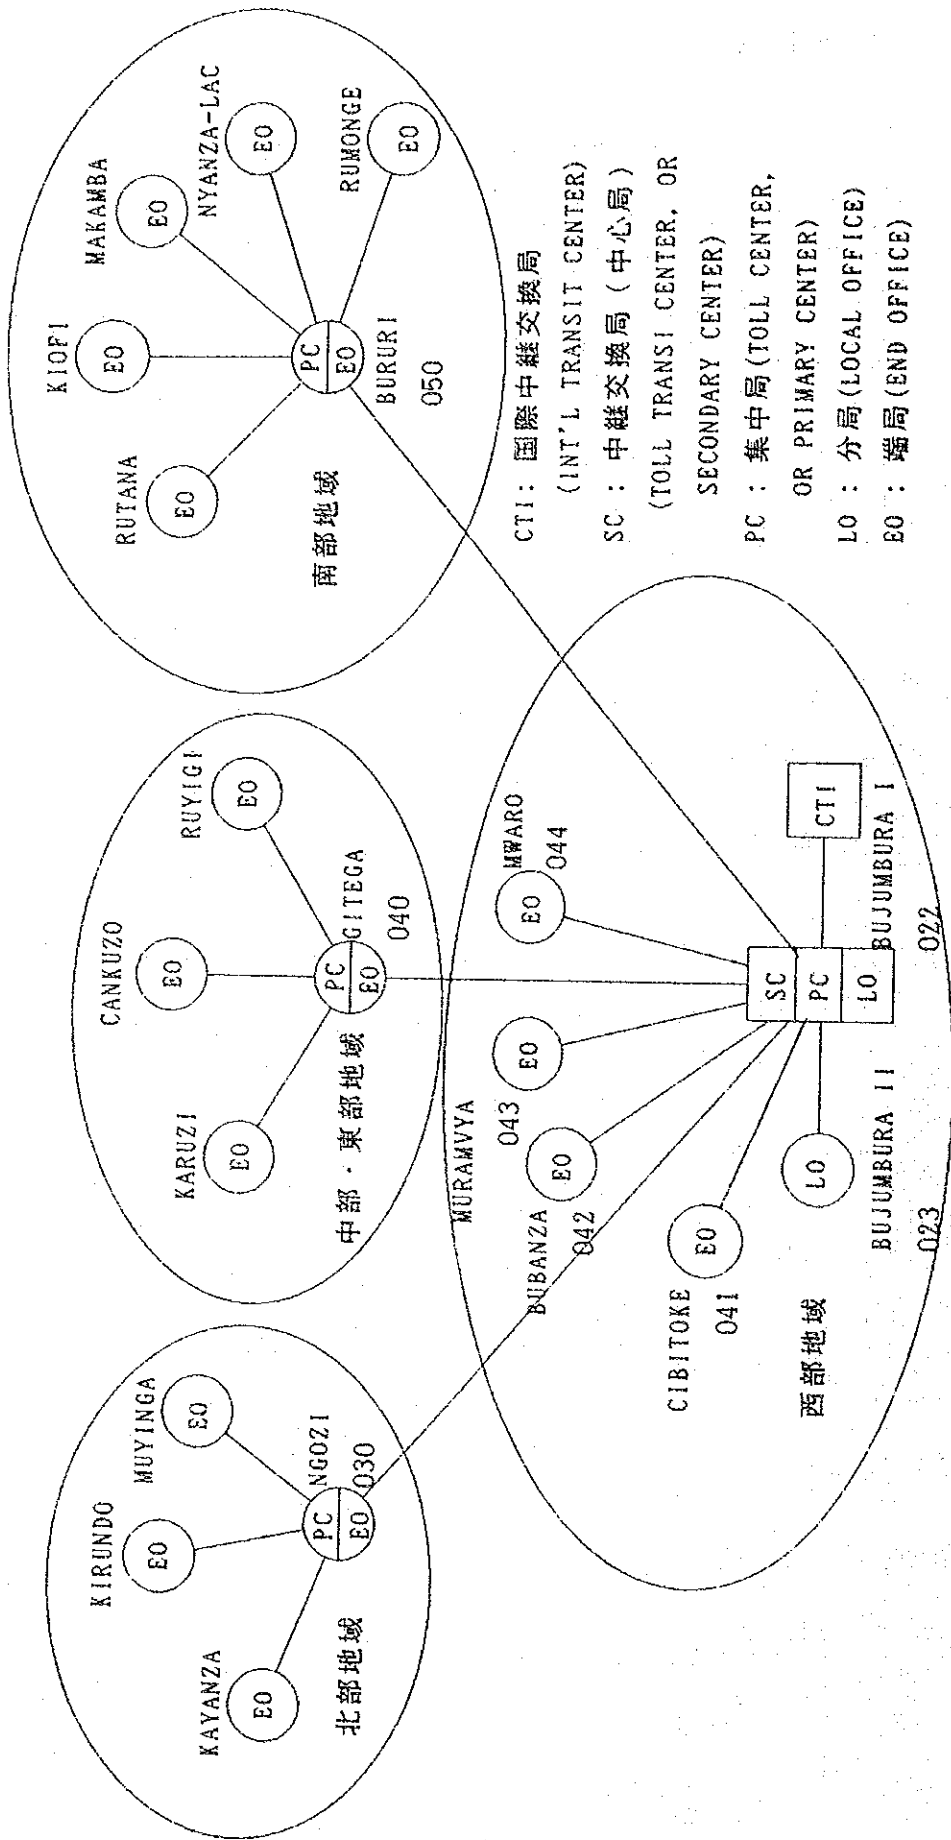 KIRUNDO
EO
MUYINGA
EO
KAYANZA
EO
PC
EO
NGOZI
030
北部地域
CANKUZO
EO
RUYIGI
EO
KARUZI
EO
PC
EO
GITEGA
040
中部・東部地域
KIOFI
EO
MAKAMBA
EO
NYANZA-LAC
EO
RUTANA
EO
RUMONGE
EO
PC
EO
BURURI
050
南部地域
MURAMVYA
043
EO
MWARO
044
EO
BUBANZA
042
EO
CIBITOKE
041
EO
西部地域
LO
BUJUMBURA II
023
SC
PC
LO
BUJUMBURA I
022
CTI
CTI : 国際中継交換局
(INT'L TRANSIT CENTER)
SC : 中継交換局 (中心局)
(TOLL TRANSI CENTER, OR
SECONDARY CENTER)
PC : 集中局(TOLL CENTER,
OR PRIMARY CENTER)
LO : 分局(LOCAL OFFICE)
EO : 端局(END OFFICE)